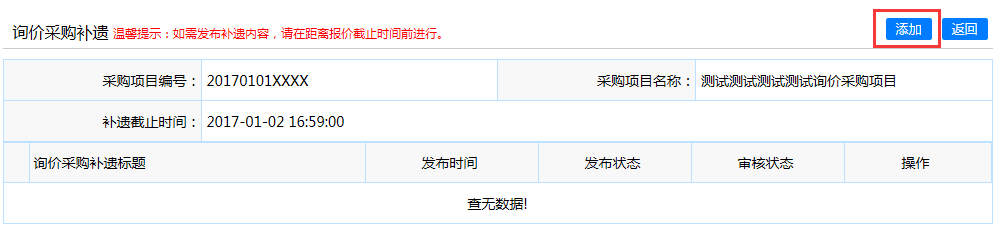 询价采购补遗 温馨提示：如需发布补遗内容，请在距离报价截止时间前进行。 添加 返回
采购项目编号： 20170101XXXX 采购项目名称： 测试测试测试测试询价采购项目
补遗截止时间： 2017-01-02 16:59:00
询价采购补遗标题 发布时间 发布状态 审核状态 操作
查无数据!